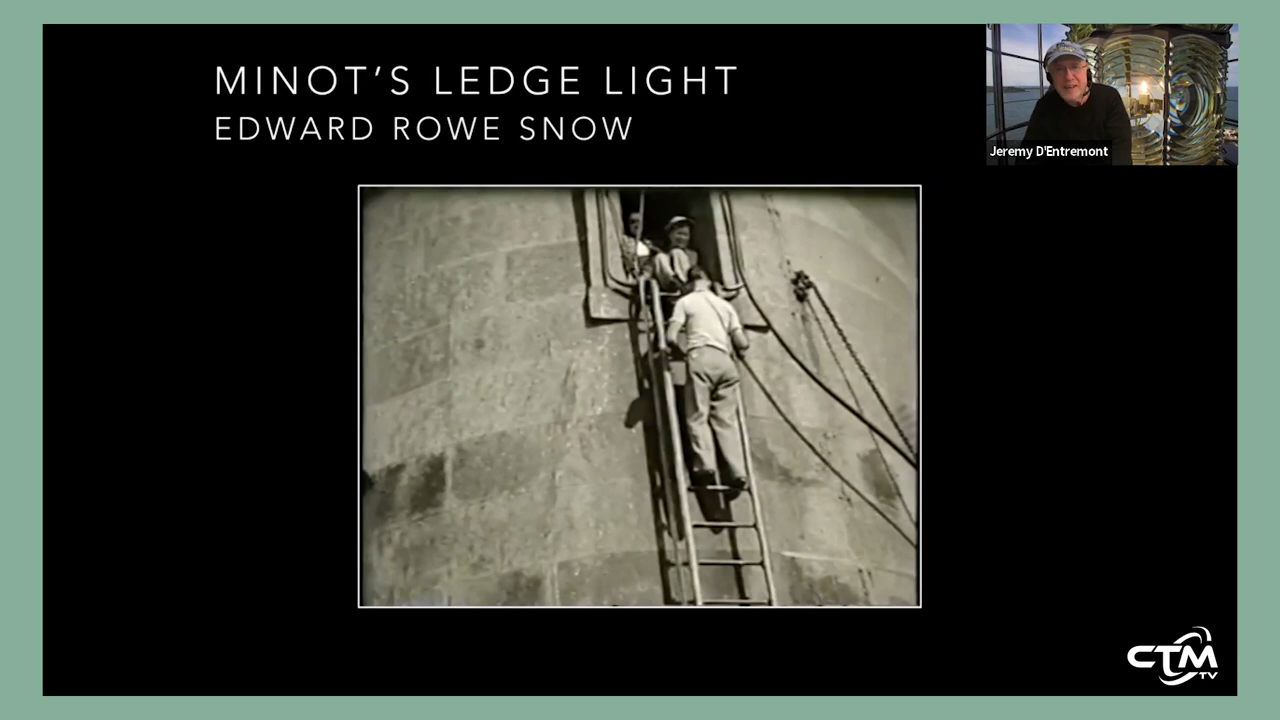 MINOT'S LEDGE LIGHT
EDWARD ROWE SNOW
Jeremy D'Entremont
CTM
TV